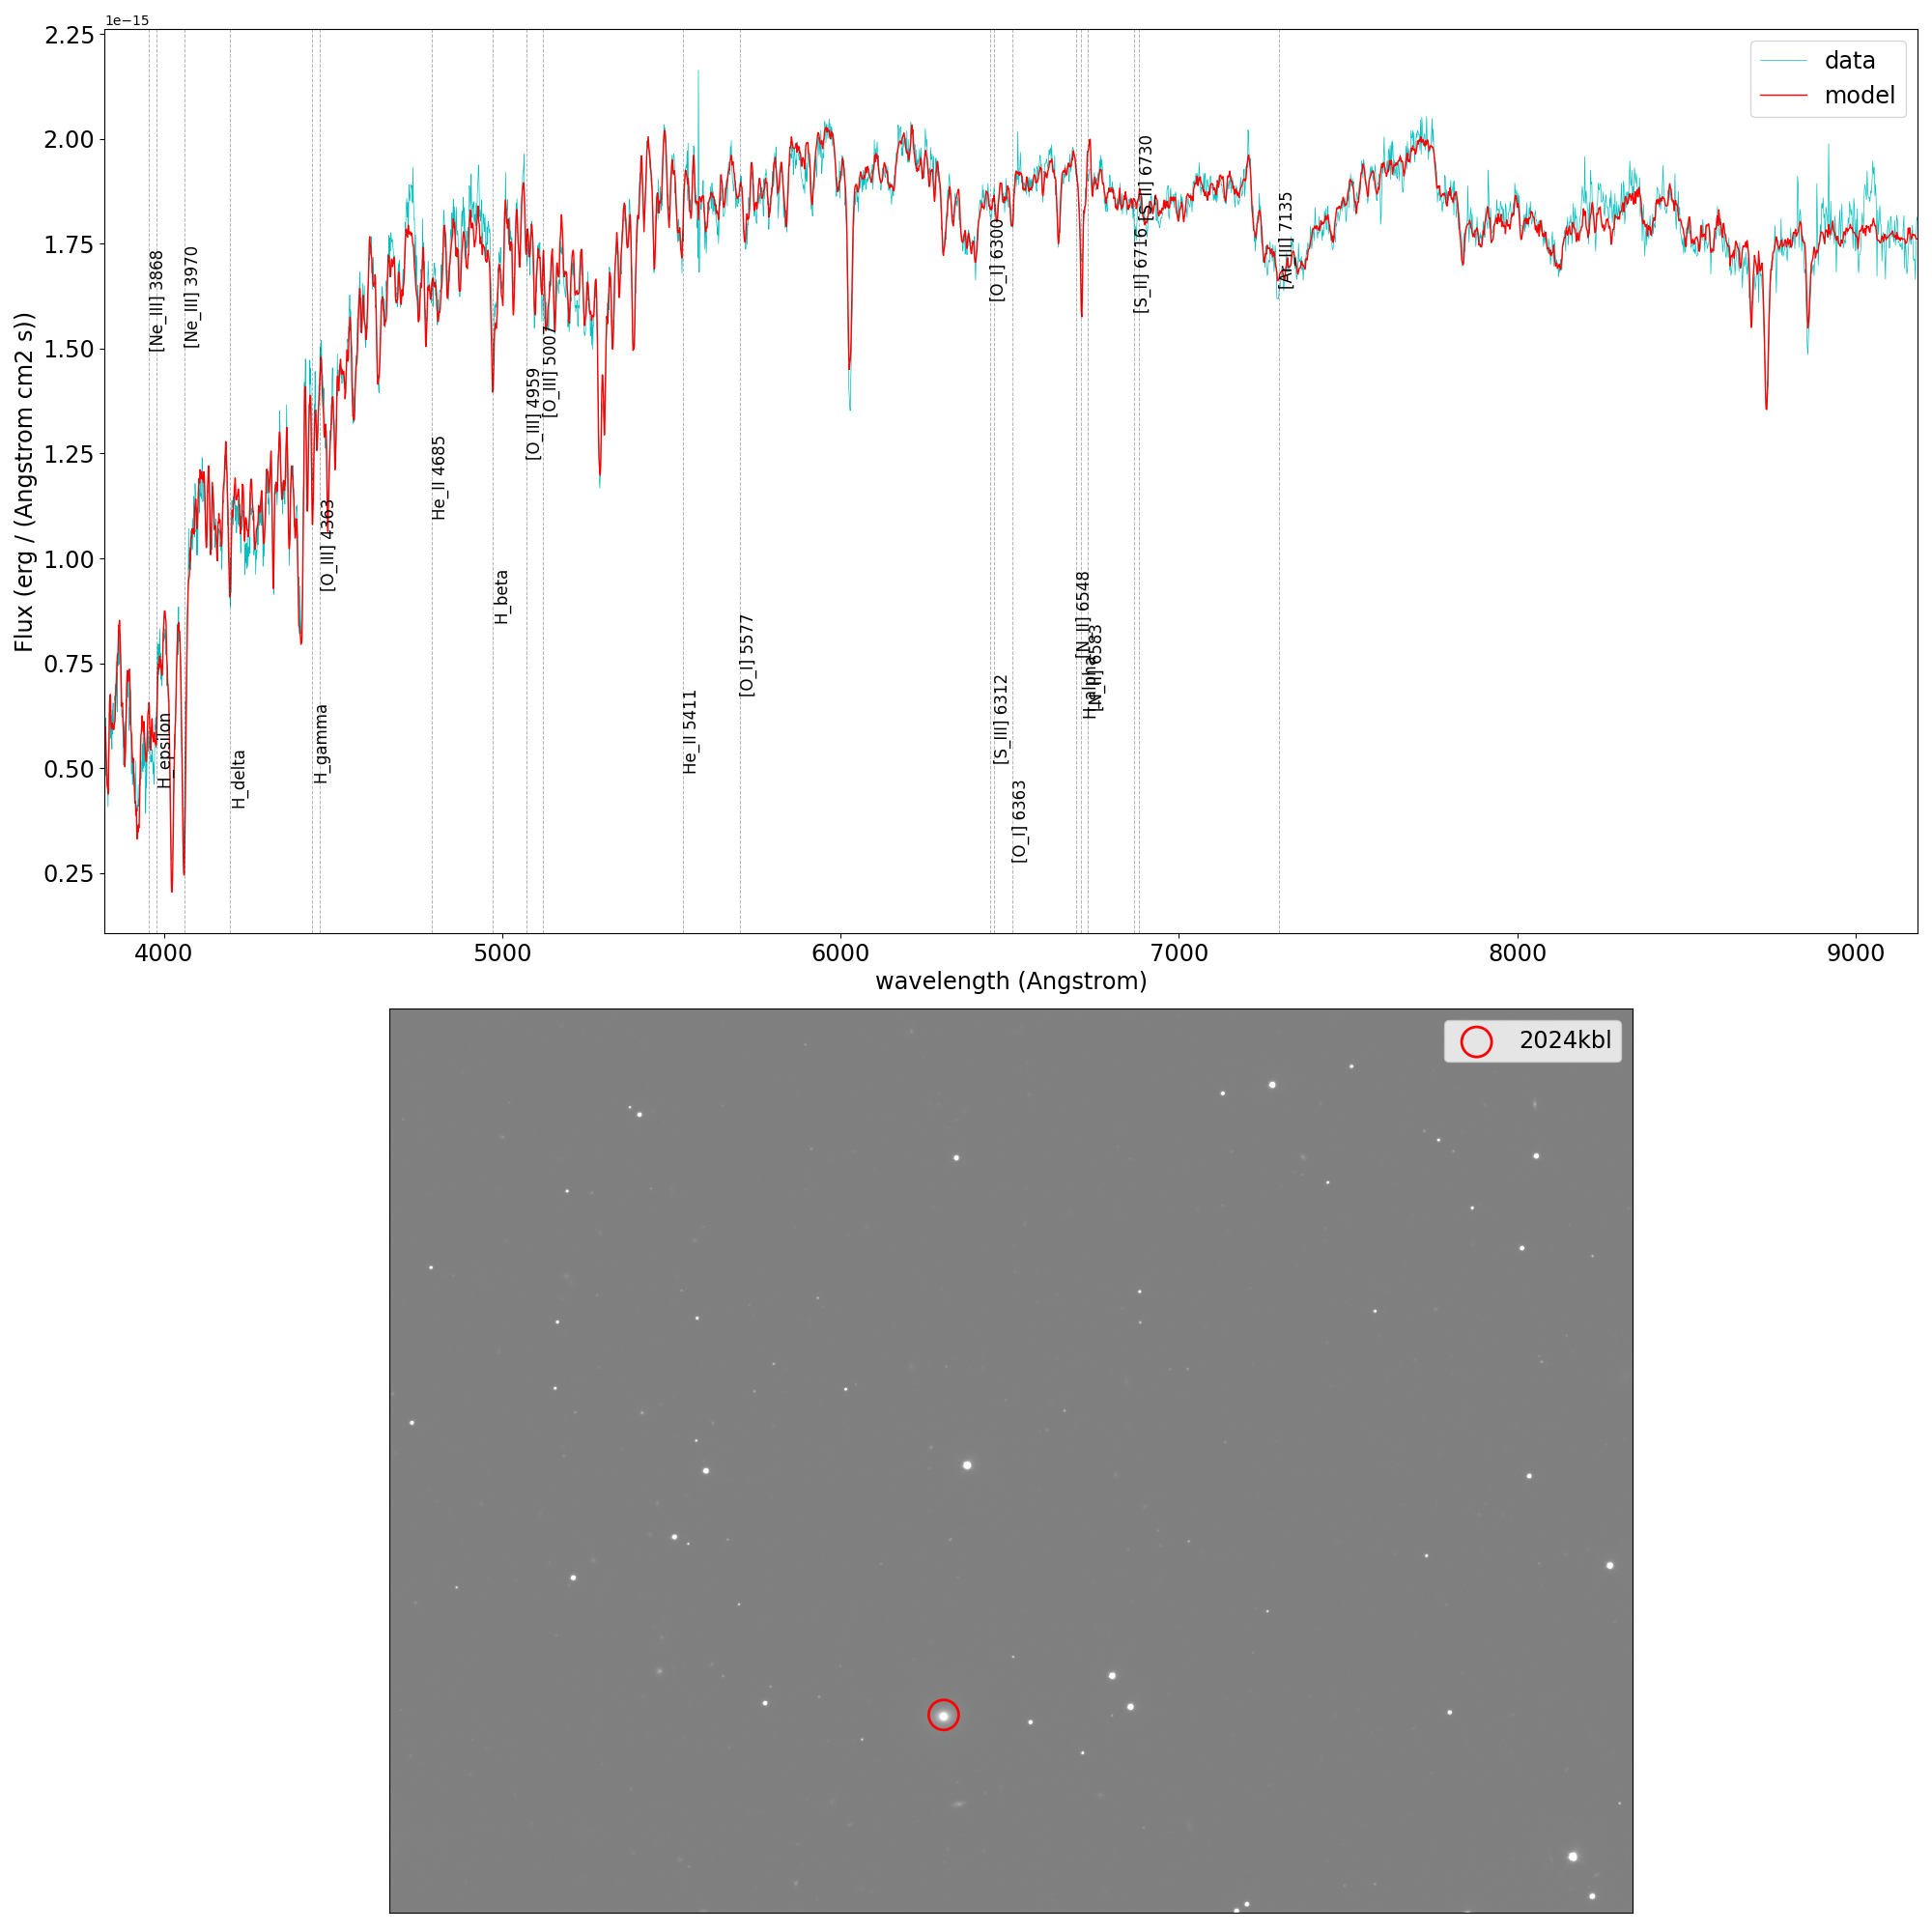 1e−15
2.25
2.00
1.75
1.50
1.25
1.00
0.75
0.50
0.25
Flux (erg / (Angstrom cm2 s))
data
model
[Ne_III] 3868
H_epsilon
[Ne_III] 3970
H_delta
H_gamma
[O_III] 4363
He_II 4685
H_beta
[O_III] 4959
[O_III] 5007
He_II 5411
[O_I] 5577
[O_I] 6300
[S_III] 6312
[O_I] 6363
[N_II] 6548
H_alpha
[N_II] 6583
[S_II] 6716
[S_II] 6730
[Ar_III] 7135
4000 5000 6000 7000 8000 9000
wavelength (Angstrom)
2024kbl